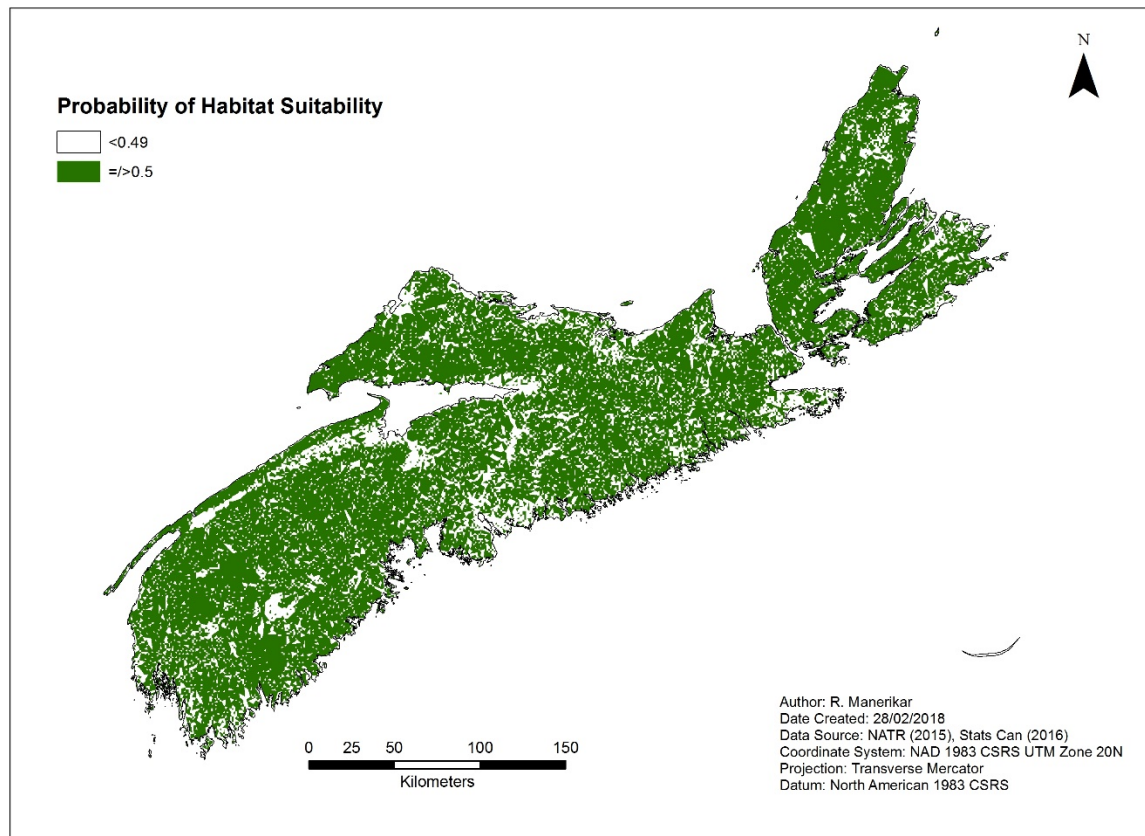 N
Probability of Habitat Suitability
<0.49
=/>0.5
0 25 50 100 150
Kilometers
Author: R. Manerikar
Date Created: 28/02/2018
Data Source: NATR (2015), Stats Can (2016)
Coordinate System: NAD 1983 CSRS UTM Zone 20N
Projection: Transverse Mercator
Datum: North American 1983 CSRS